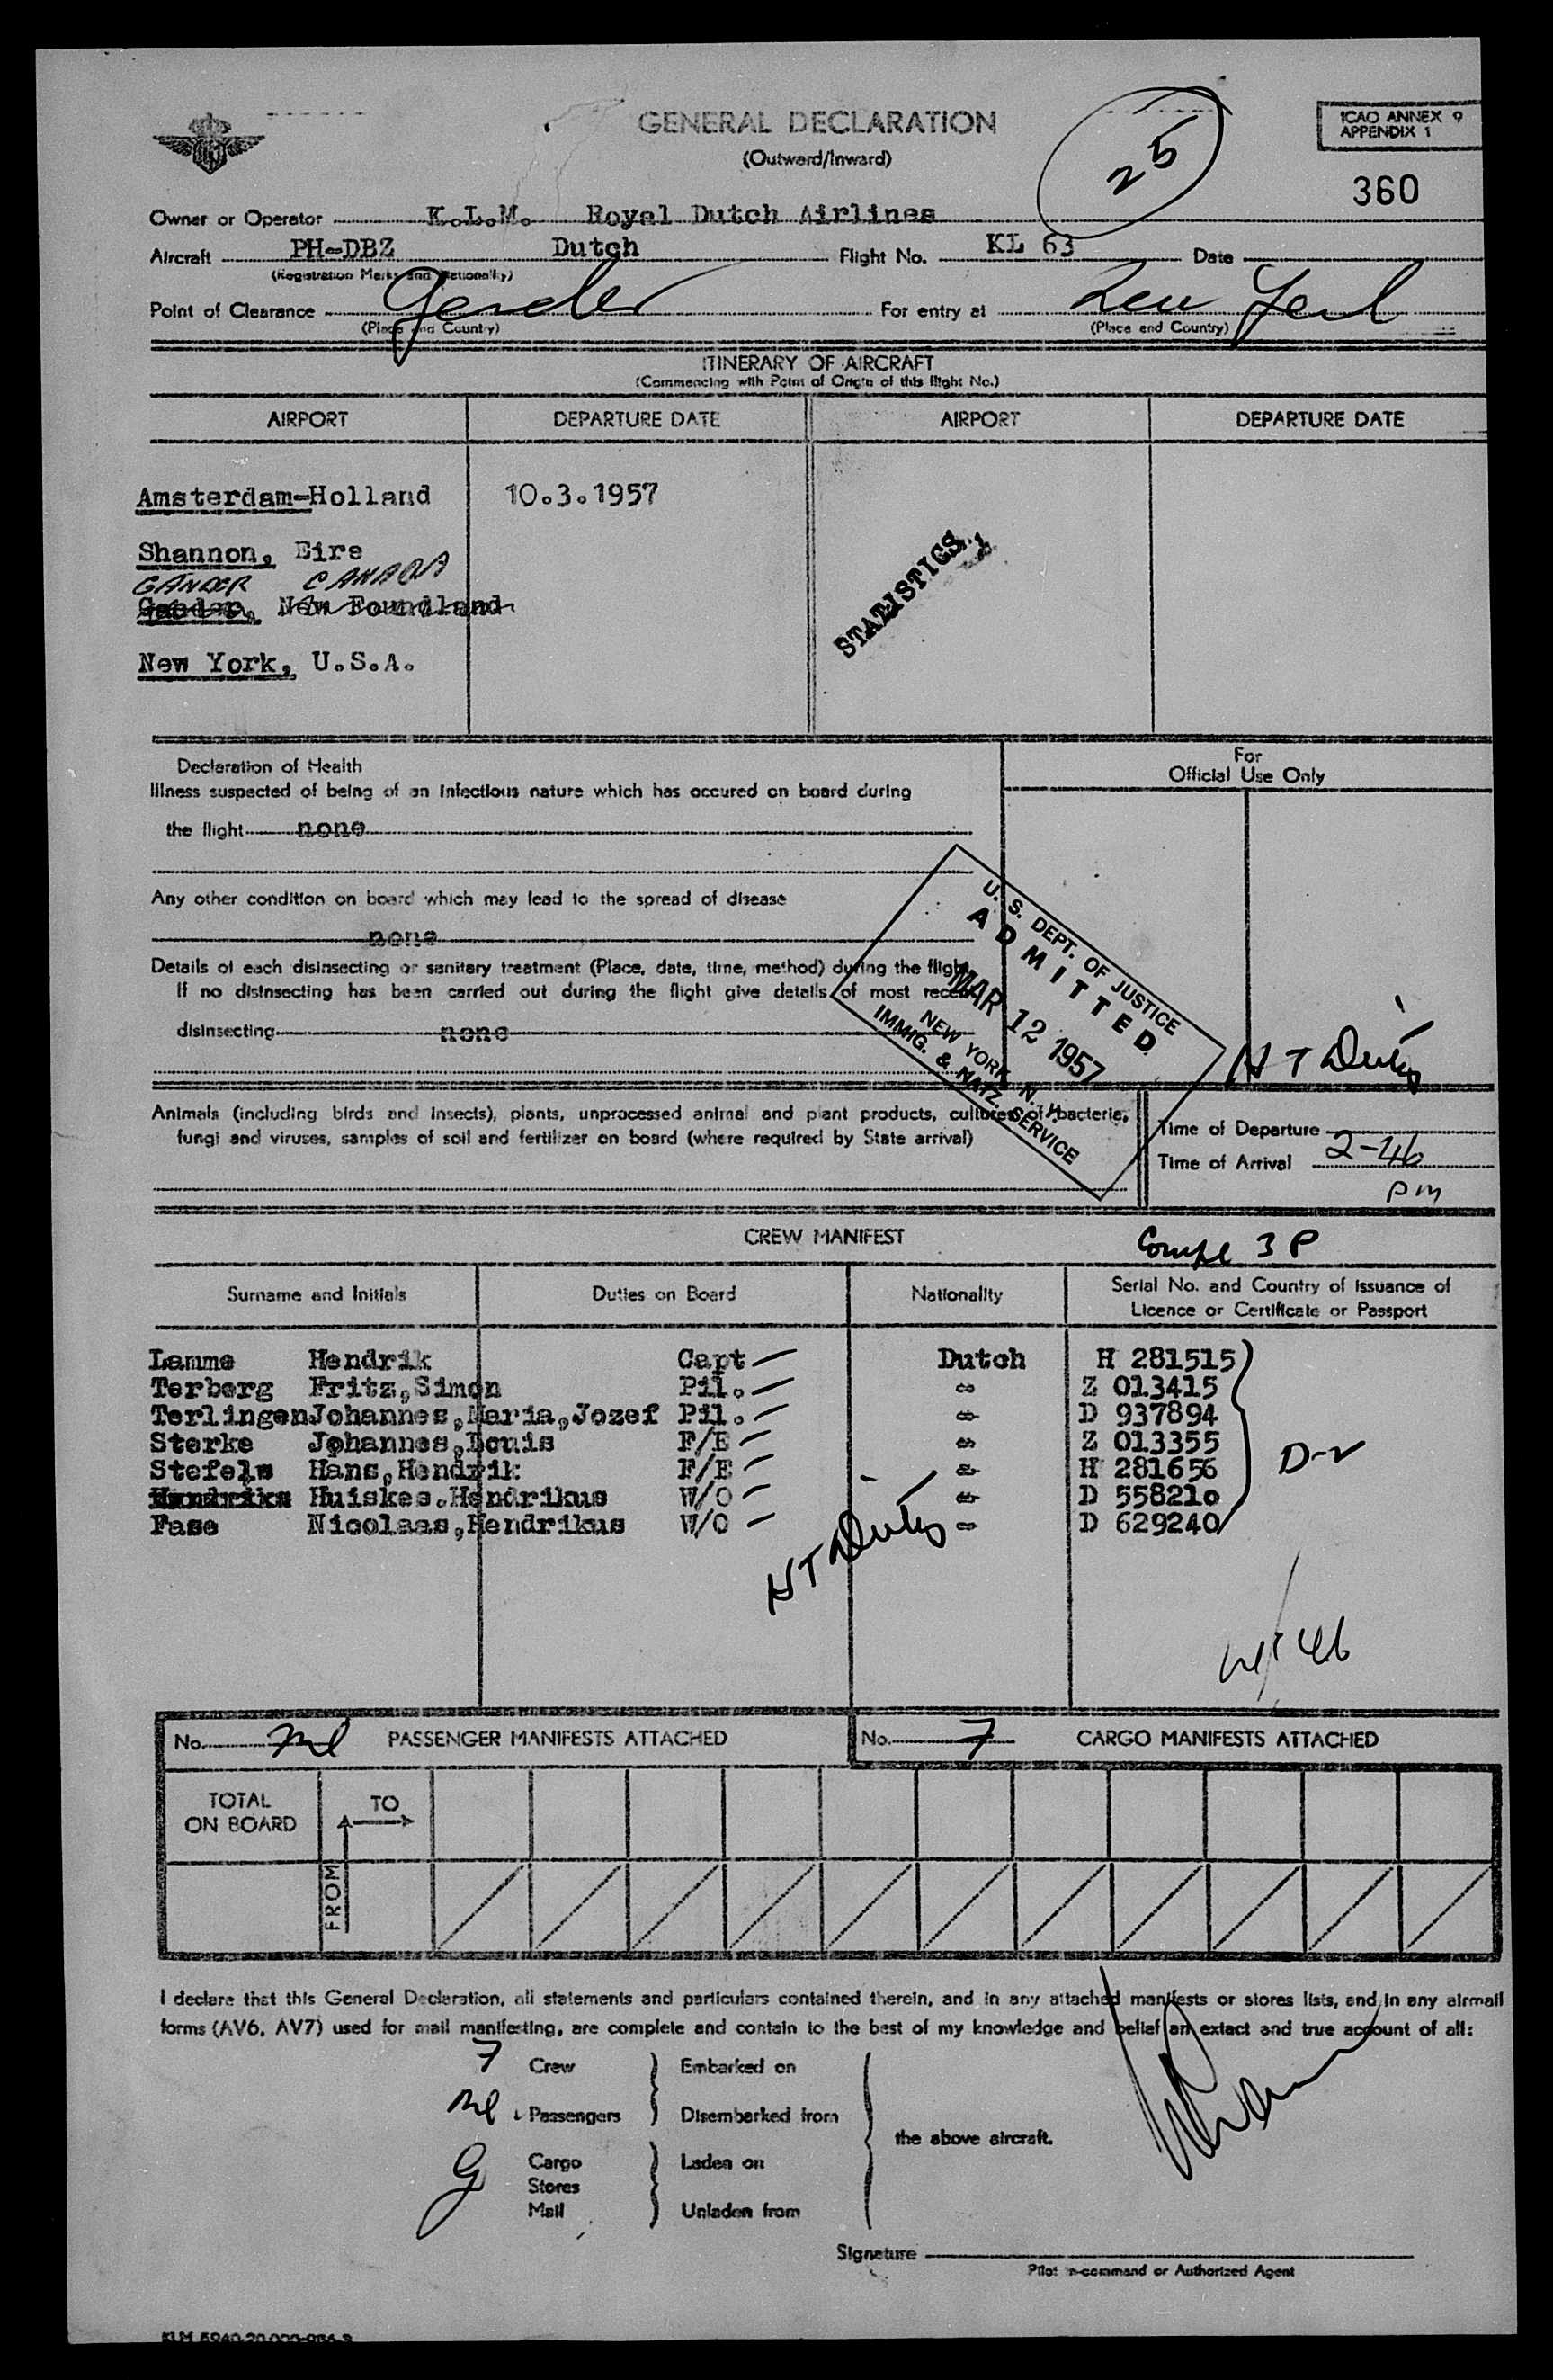 GENERAL DECLARATION
(Outward/Inward)
25
ICAO ANNEX 9
APPENDIX 1
360
Owner or Operator K.L.M. Royal Dutch Airlines
Aircraft PH-DBZ Dutch Flight No. KL 63 Date
(Registration Marks and Nationality)
Point of Clearance Gander For entry at New York
(Place and Country) (Place and Country)
ITINERARY OF AIRCRAFT
(Commencing with Point of Origin of this flight No.)
AIRPORT DEPARTURE DATE AIRPORT DEPARTURE DATE
Amsterdam-Holland 10.3.1957
Shannon, Eire
GANDER CANADA
Gander, New Foundland
New York, U.S.A.
STATISTICS
Declaration of Health
For
Official Use Only
Illness suspected of being of an infectious nature which has occured on board during
the flight none
Any other condition on board which may lead to the spread of disease
none
Details of each disinsecting or sanitary treatment (Place, date, time, method) during the flight
If no disinsecting has been carried out during the flight give details of most recent
disinsecting none
U. S. DEPT. OF JUSTICE
ADMITTED
MAR 12 1957
NEW YORK, N. Y.
IMMIG. & NATZ. SERVICE
Animals (including birds and insects), plants, unprocessed animal and plant products, cultures of bacteria,
fungi and viruses, samples of soil and fertilizer on board (where required by State arrival)
Time of Departure
Time of Arrival 2-46
pm
CREW MANIFEST
3 P
Surname and Initials Duties on Board Nationality Serial No. and Country of Issuance of
Licence or Certificate or Passport
Lamme Hendrik Capt Dutch H 281515
Terberg Fritz,Simon Pil. " Z 013415
TerlingenJohannes,Maria,Jozef Pil. " D 937894
Sterke Johannes,Louis F/E " Z 013355
Stefels Hans,Hendrik F/E " H 281656
Hendriks Huiskes.Hendrikus W/O " D 558210
Fase Nicolaas,Hendrikus W/O " D 629240
D-2
No. Nil PASSENGER MANIFESTS ATTACHED No. 7 CARGO MANIFESTS ATTACHED
TOTAL
ON BOARD
TO
FROM
I declare that this General Declaration, all statements and particulars contained therein, and in any attached manifests or stores lists, and in any airmail
forms (AV6, AV7) used for mail manifesting, are complete and contain to the best of my knowledge and belief an extact and true account of all:
7 Crew Embarked on
Nil Passengers Disembarked from
the above aircraft.
Cargo Laden on
Stores
Mail Unladen from
Signature
Pilot in-command or Authorized Agent